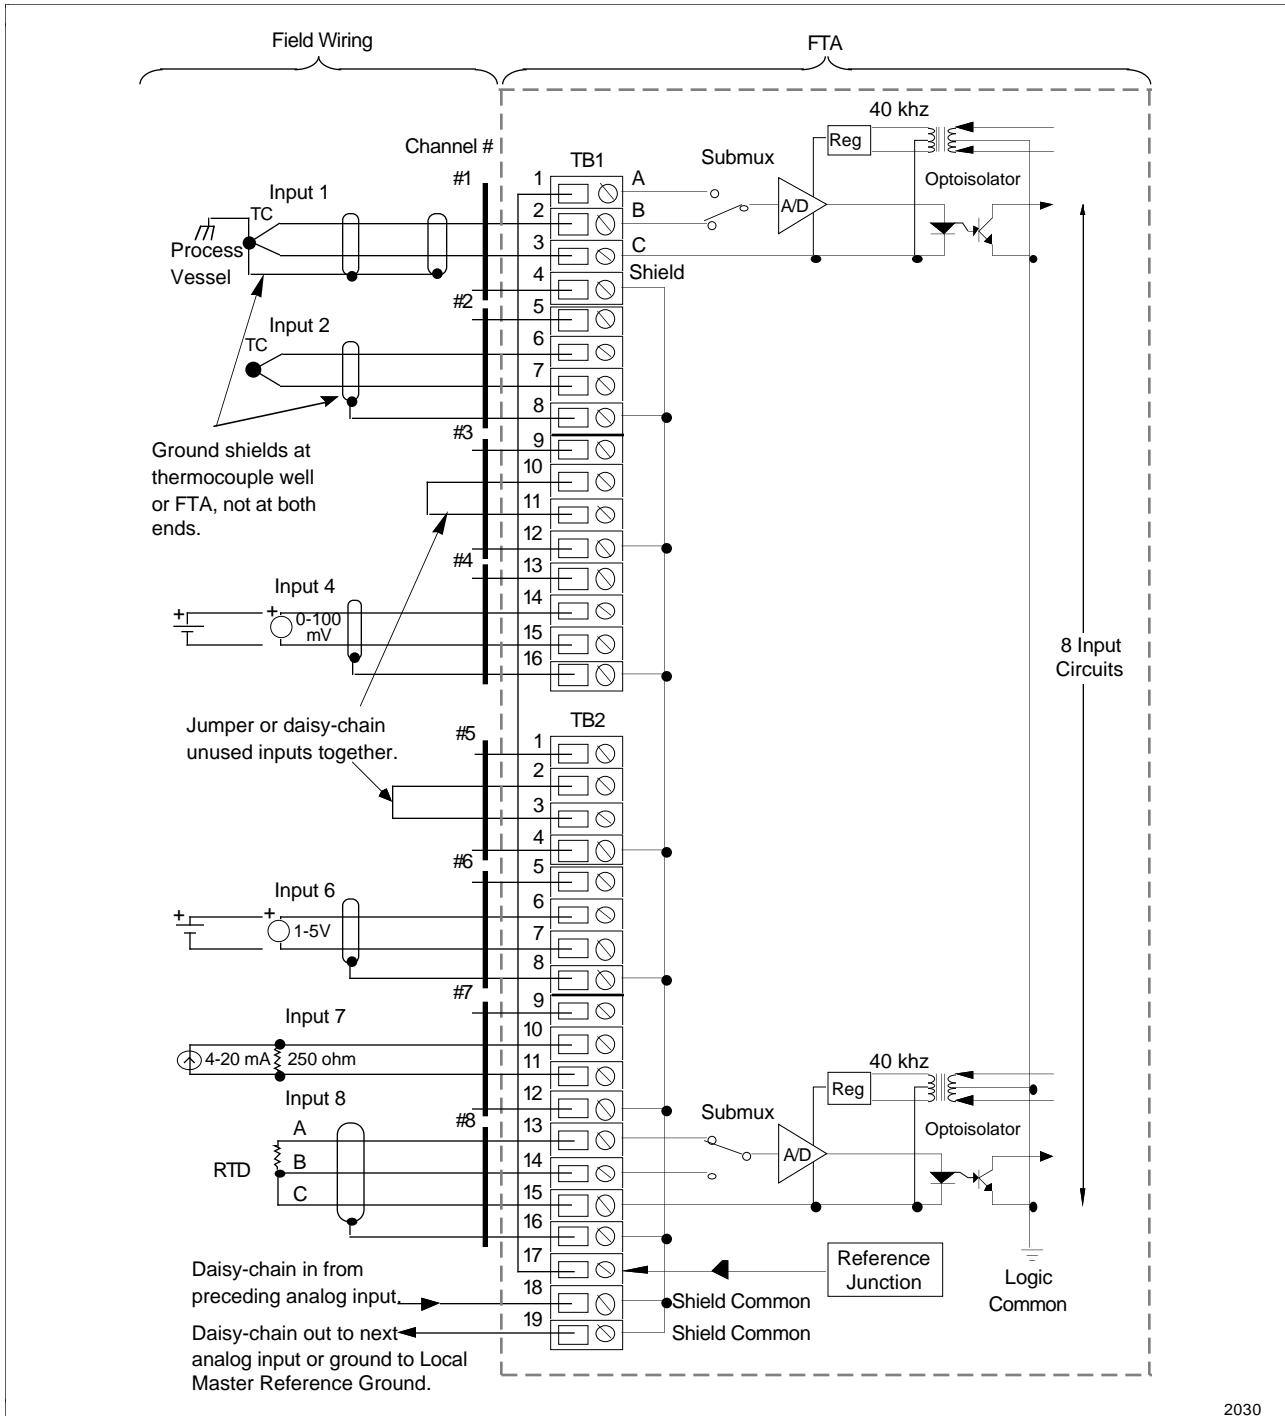 Field Wiring
FTA
40 khz
Reg
Channel #
TB1
Submux
Optoisolator
#1
Input 1
TC
Process
Vessel
1
2
3
4
A
B
C
Shield
A/D
#2
Input 2
TC
5
6
7
8
Ground shields at
thermocouple well
or FTA, not at both
ends.
#3
9
10
11
12
#4
Input 4
+
+
0-100
mV
13
14
15
16
8 Input
Circuits
Jumper or daisy-chain
unused inputs together.
TB2
#5
1
2
3
4
#6
Input 6
+
+
1-5V
5
6
7
8
#7
Input 7
4-20 mA
250 ohm
9
10
11
12
40 khz
Reg
Submux
Optoisolator
A/D
Input 8
#8
RTD
A
B
C
13
14
15
16
17
18
19
Reference
Junction
Logic
Common
Daisy-chain in from
preceding analog input.
Shield Common
Daisy-chain out to next
analog input or ground to Local
Master Reference Ground.
Shield Common
2030